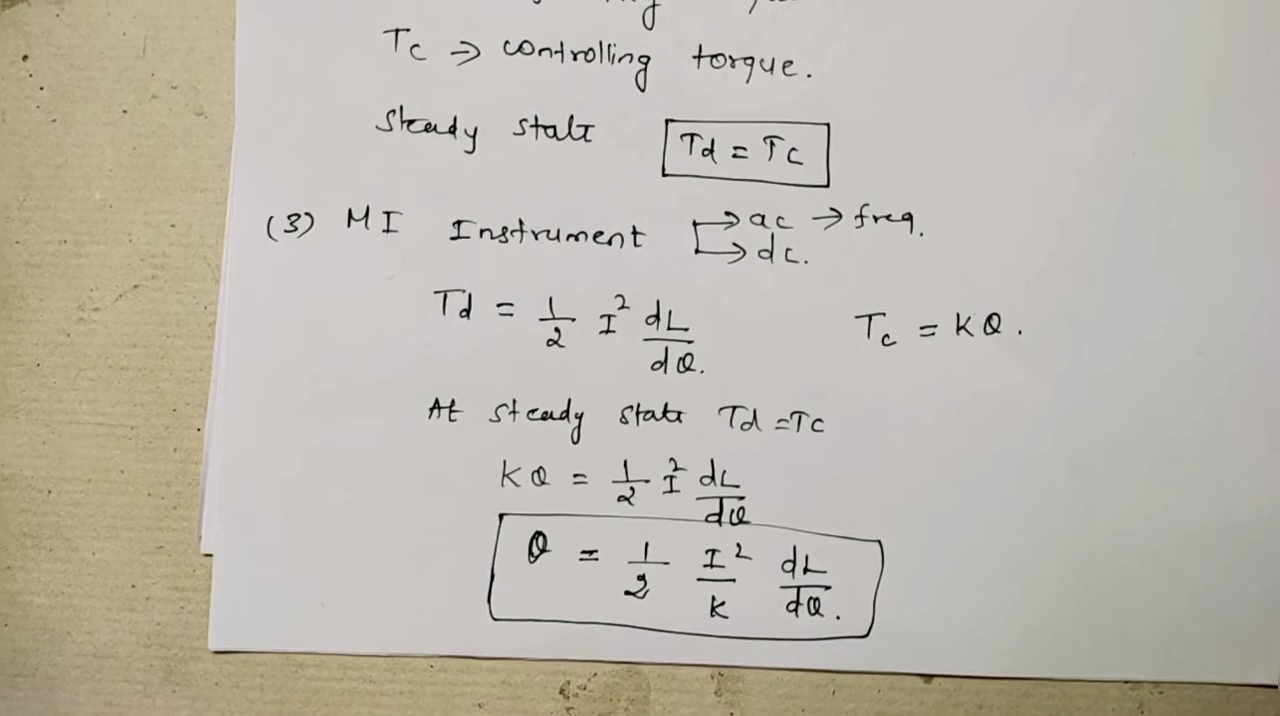 Tc → controlling torque.
Steady state Td = Tc
(3) MI Instrument → ac → freq.
→ dc.
Td = 1/2 I² dL/dθ. Tc = Kθ.
At steady state Td = Tc
Kθ = 1/2 I² dL/dθ
θ = 1/2 I²/K dL/dθ.